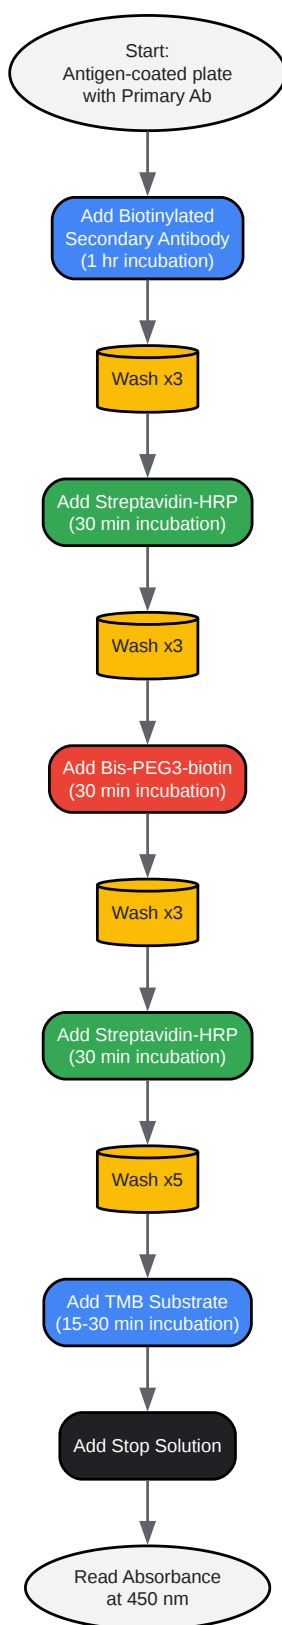 Start:
Antigen-coated plate
with Primary Ab
Add Biotinylated
Secondary Antibody
(1 hr incubation)
Wash x3
Add Streptavidin-HRP
(30 min incubation)
Wash x3
Add Bis-PEG3-biotin
(30 min incubation)
Wash x3
Add Streptavidin-HRP
(30 min incubation)
Wash x5
Add TMB Substrate
(15-30 min incubation)
Add Stop Solution
Read Absorbance
at 450 nm